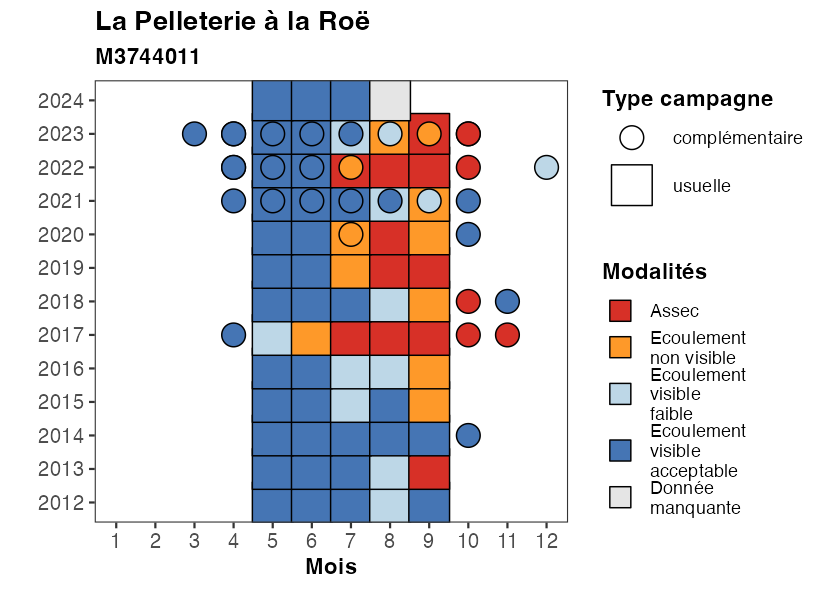 La Pelleterie à la Roë
M3744011
2024
2023
2022
2021
2020
2019
2018
2017
2016
2015
2014
2013
2012
1 2 3 4 5 6 7 8 9 10 11 12
Mois
Type campagne
complémentaire
usuelle
Modalités
Assec
Ecoulement
non visible
Ecoulement
visible
faible
Ecoulement
visible
acceptable
Donnée
manquante